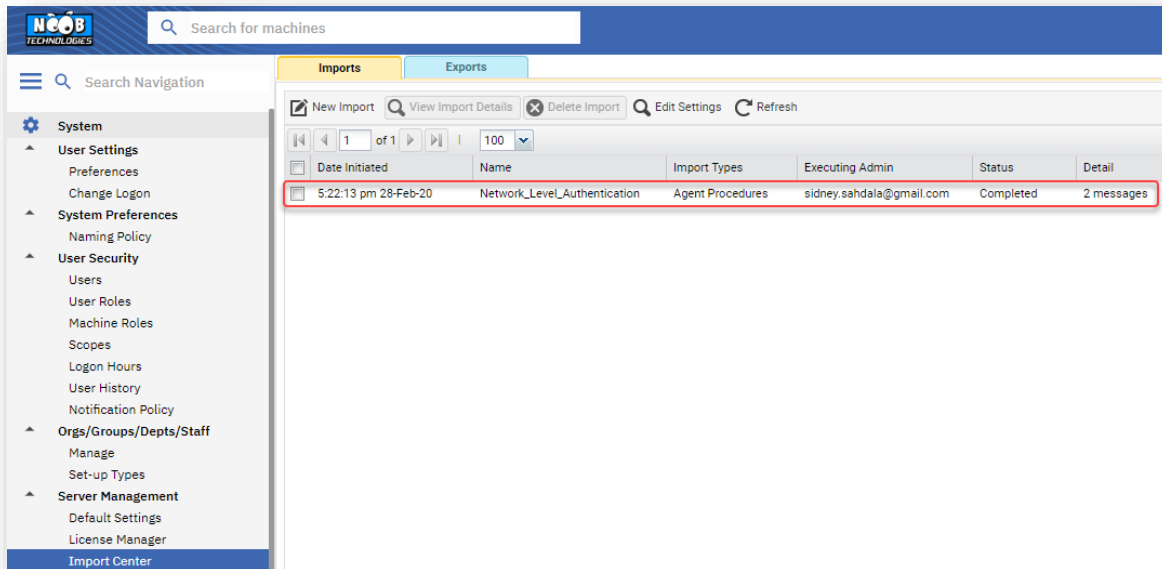 NOOB
TECHNOLOGIES
Search for machines
Search Navigation
System
User Settings
Preferences
Change Logon
System Preferences
Naming Policy
User Security
Users
User Roles
Machine Roles
Scopes
Logon Hours
User History
Notification Policy
Orgs/Groups/Depts/Staff
Manage
Set-up Types
Server Management
Default Settings
License Manager
Import Center
Imports Exports
New Import View Import Details Delete Import Edit Settings Refresh
1 of 1 100
Date Initiated Name Import Types Executing Admin Status Detail
5:22:13 pm 28-Feb-20 Network_Level_Authentication Agent Procedures sidney.sahdala@gmail.com Completed 2 messages